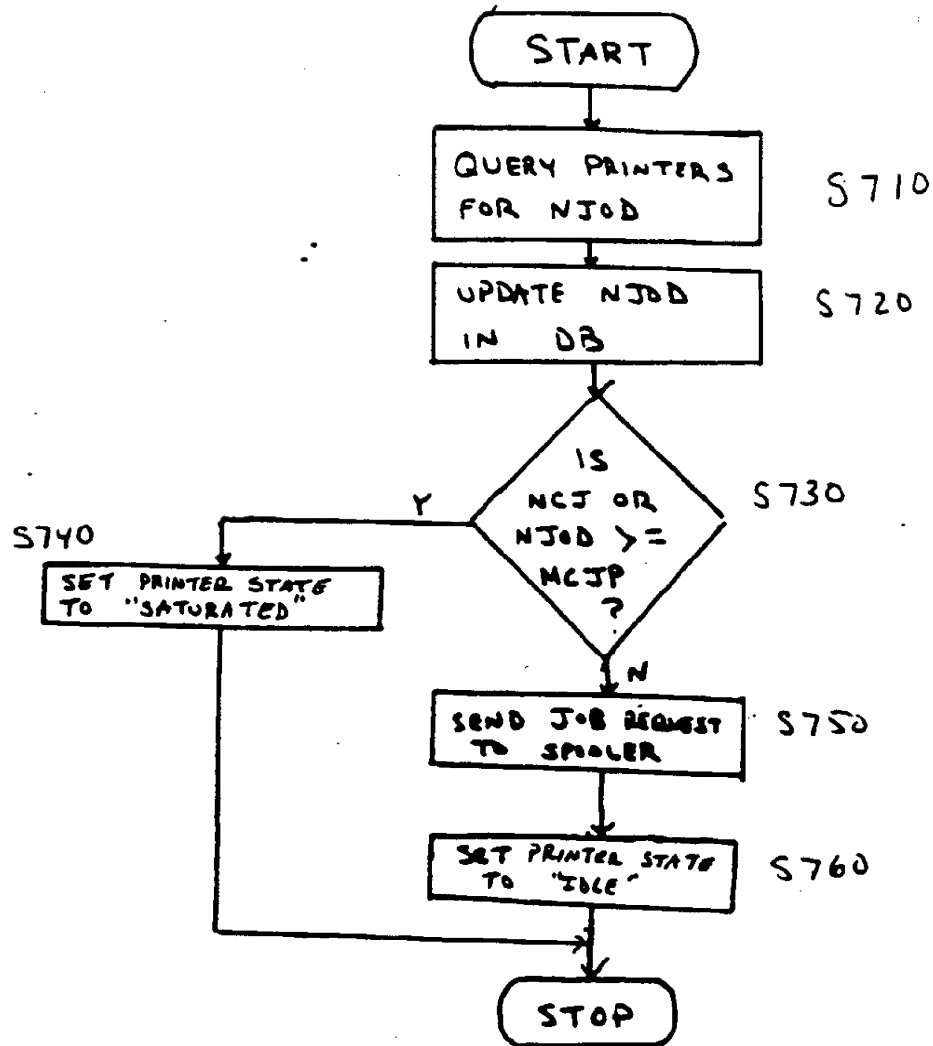 START
QUERY PRINTERS
FOR NJOD
S710
UPDATE NJOD
IN DB
S720
IS
NCJ OR
NJOD >=
MCJP
?
S730
Y
S740
SET PRINTER STATE
TO "SATURATED"
N
SEND JOB REQUEST
TO SPOOLER
S750
SET PRINTER STATE
TO "IDLE"
S760
STOP